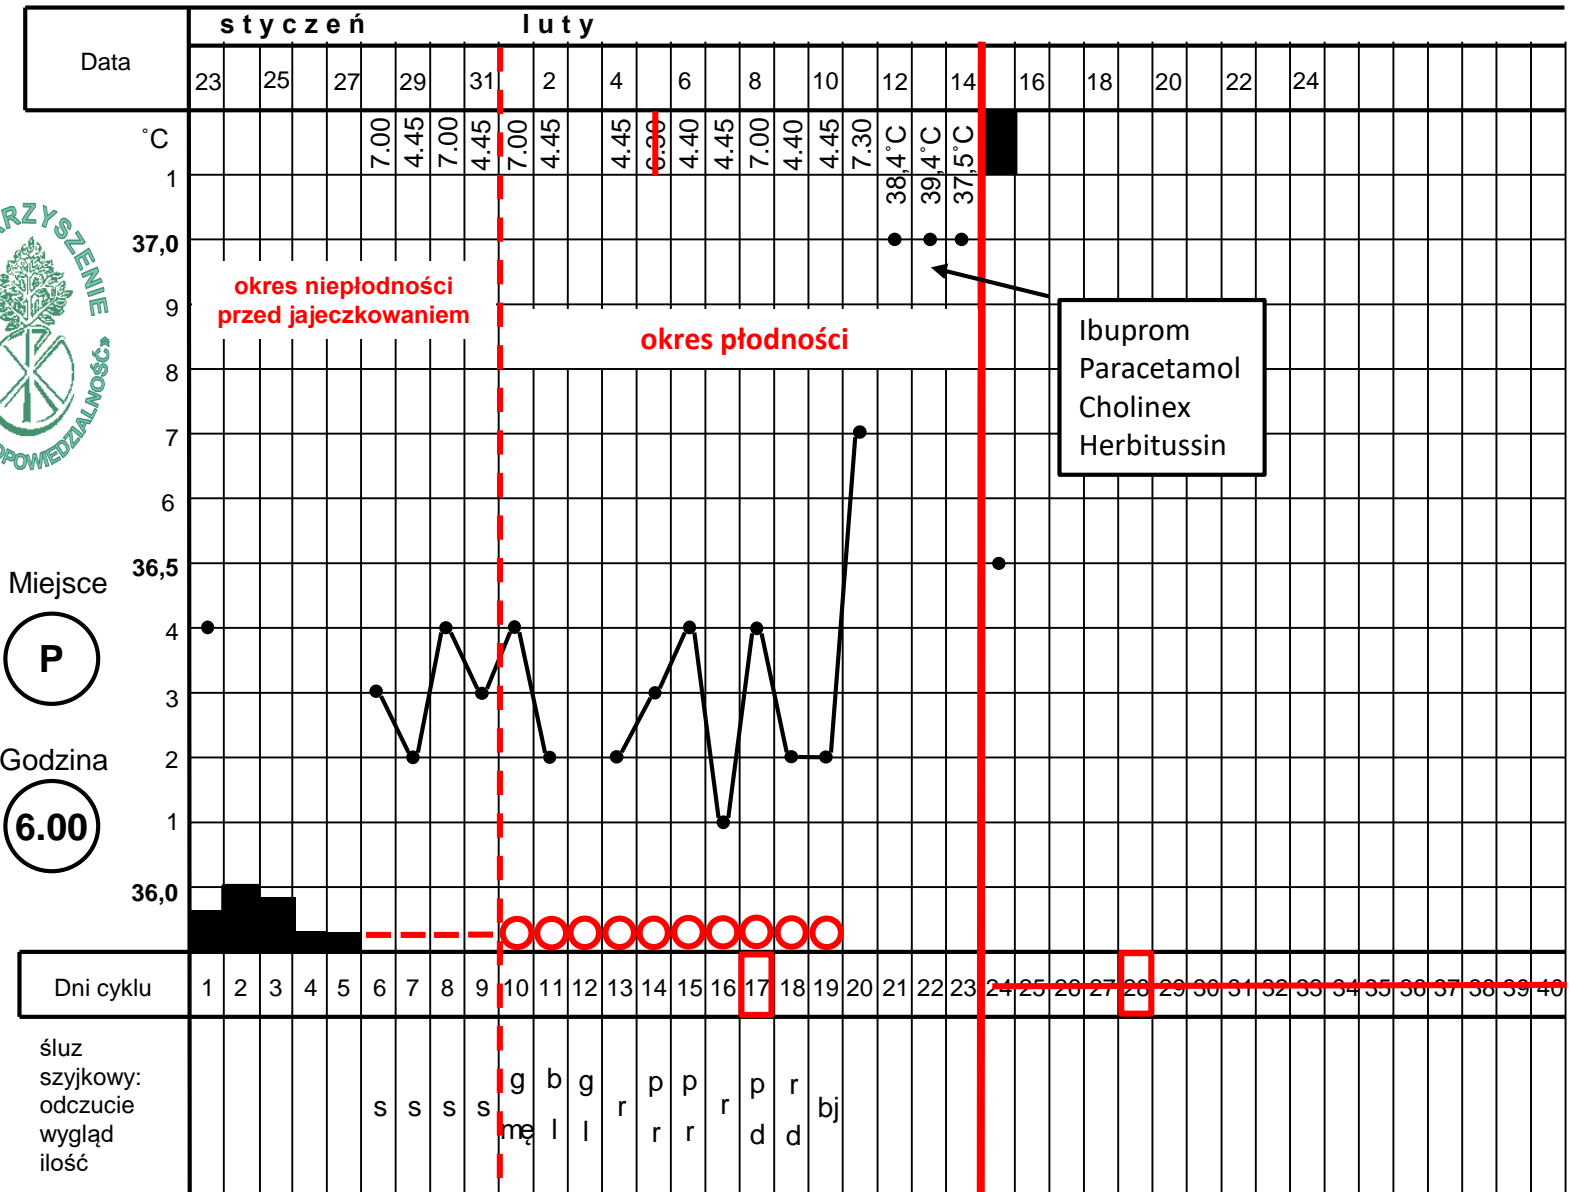 styczeń luty
Data 23 25 27 29 31 2 4 6 8 10 12 14 16 18 20 22 24
˚C 7.00 4.45 7.00 4.45 7.00 4.45 4.45 6.30 4.40 4.45 7.00 4.40 4.45 7.30 38,4˚C 39,4˚C 37,5˚C
1
37,0
okres niepłodności
przed jajeczkowaniem
9
okres płodności
8
Ibuprom
Paracetamol
Cholinex
Herbitussin
7
6
36,5
Miejsce
P
4
3
Godzina
6.00
2
1
36,0
Dni cyklu 1 2 3 4 5 6 7 8 9 10 11 12 13 14 15 16 17 18 19 20 21 22 23 24 25 26 27 28 29 30 31 32 33 34 35 36 37 38 39 40
śluz
szyjkowy:
odczucie
wygląd
ilość
g b g p p p r
s s s s r r bj
mę l l r r d d